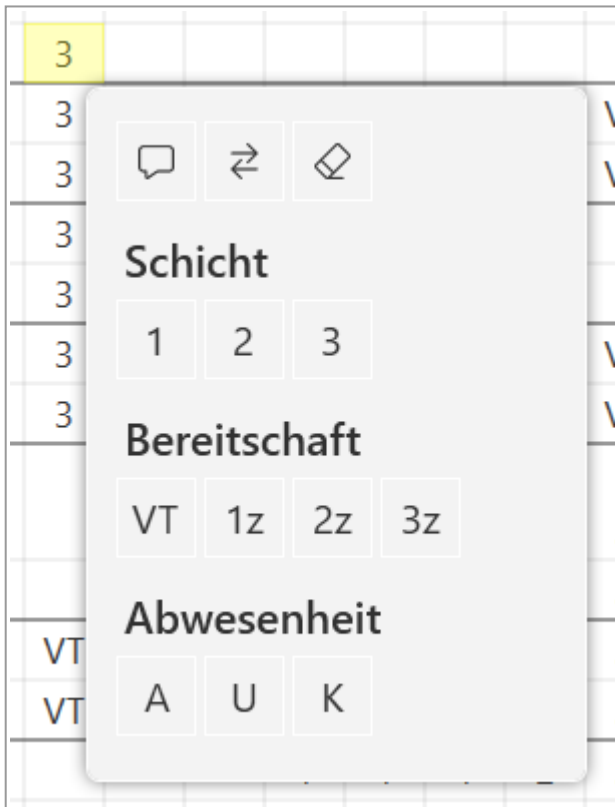 3
3
3
3
3
3
3
Schicht
1 2 3
Bereitschaft
VT 1z 2z 3z
Abwesenheit
A U K
VT
VT